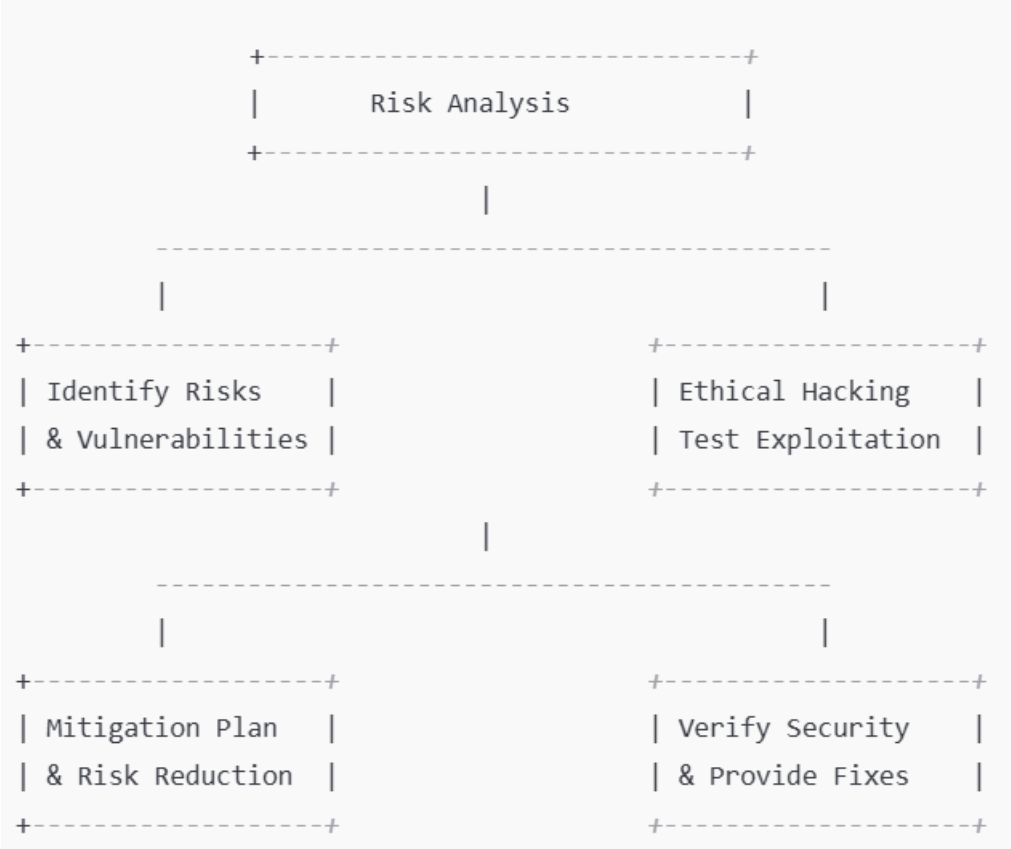 Risk Analysis
Identify Risks
& Vulnerabilities
Ethical Hacking
Test Exploitation
Mitigation Plan
& Risk Reduction
Verify Security
& Provide Fixes